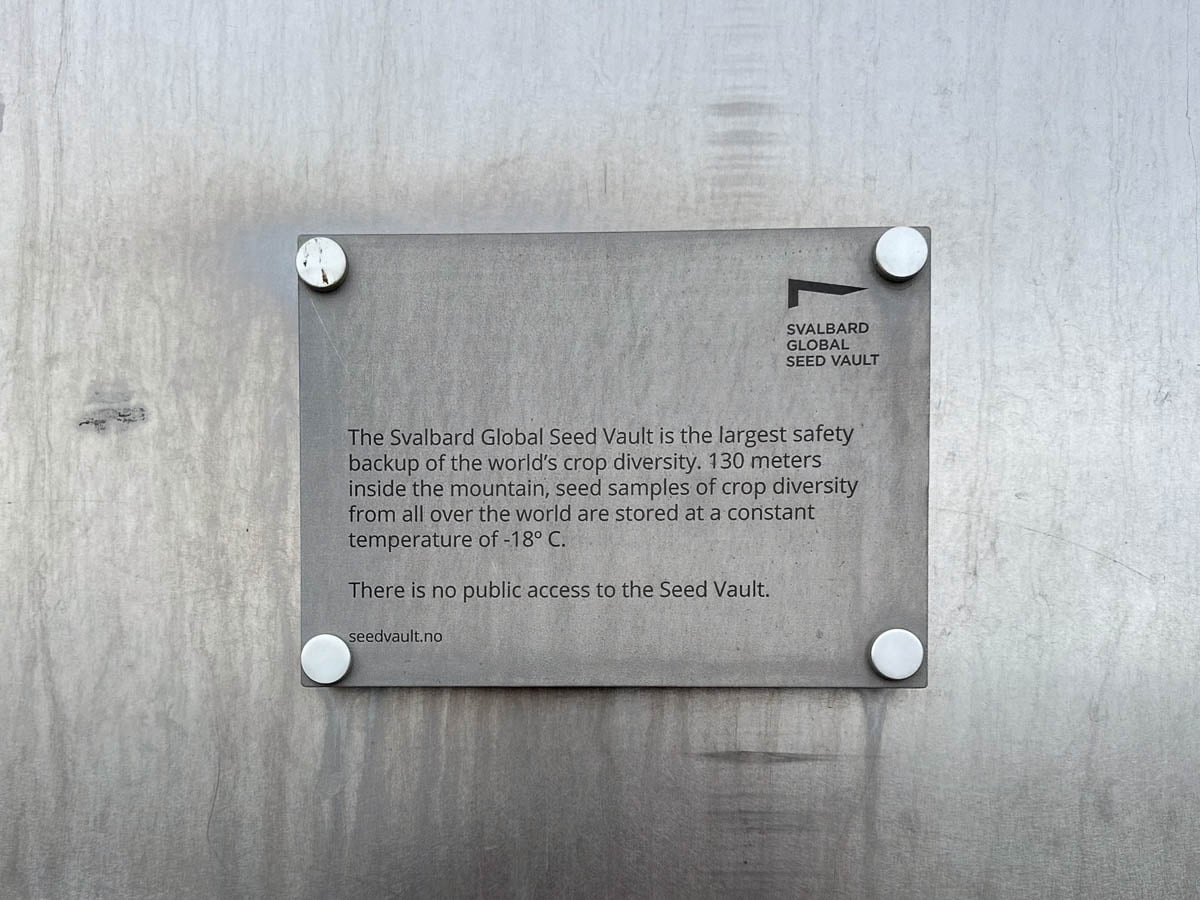 SVALBARD
GLOBAL
SEED VAULT
The Svalbard Global Seed Vault is the largest safety
backup of the world’s crop diversity. 130 meters
inside the mountain, seed samples of crop diversity
from all over the world are stored at a constant
temperature of -18º C.
There is no public access to the Seed Vault.
seedvault.no